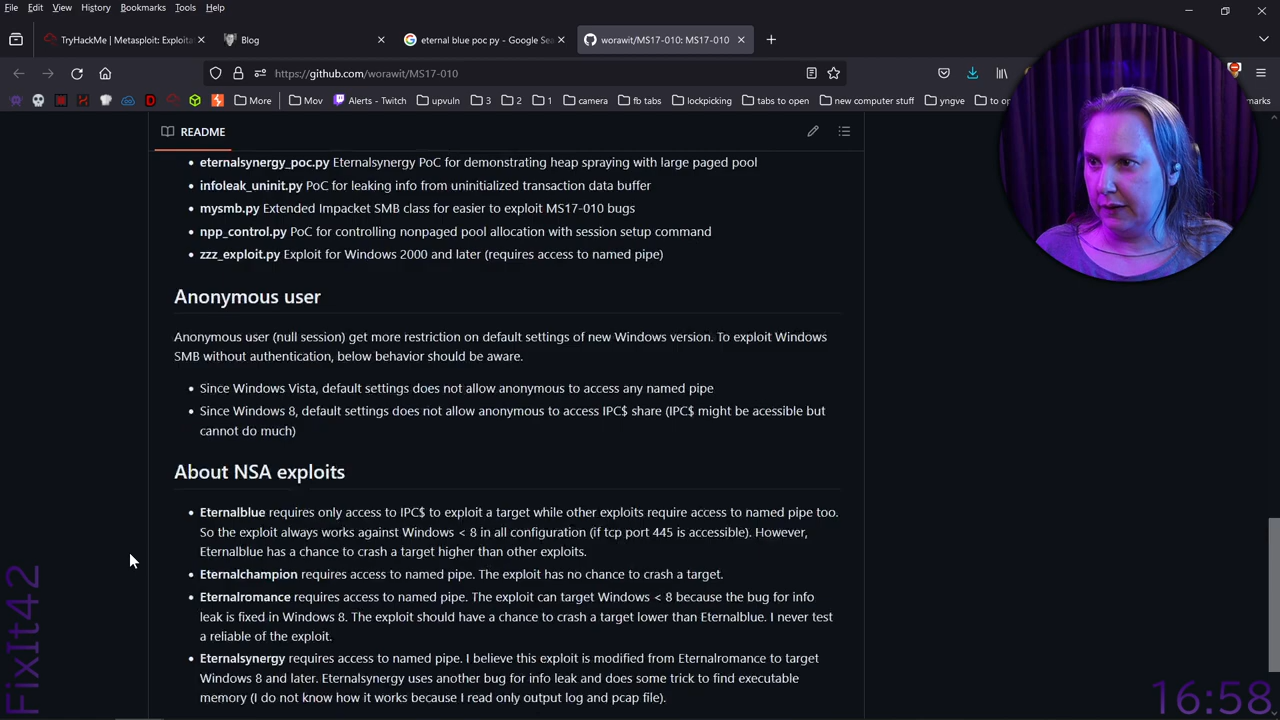 File Edit View History Bookmarks Tools Help
TryHackMe | Metasploit: Exploita
Blog
eternal blue poc py - Google Sea
worawit/MS17-010: MS17-010
https://github.com/worawit/MS17-010
More
Mov
Alerts - Twitch
upvuln
3
2
1
camera
fb tabs
lockpicking
tabs to open
new computer stuff
yngve
to op
marks
README
eternalsynergy_poc.py Eternalsynergy PoC for demonstrating heap spraying with large paged pool
infoleak_uninit.py PoC for leaking info from uninitialized transaction data buffer
mysmb.py Extended Impacket SMB class for easier to exploit MS17-010 bugs
npp_control.py PoC for controlling nonpaged pool allocation with session setup command
zzz_exploit.py Exploit for Windows 2000 and later (requires access to named pipe)
Anonymous user
Anonymous user (null session) get more restriction on default settings of new Windows version. To exploit Windows
SMB without authentication, below behavior should be aware.
Since Windows Vista, default settings does not allow anonymous to access any named pipe
Since Windows 8, default settings does not allow anonymous to access IPC$ share (IPC$ might be acessible but
cannot do much)
About NSA exploits
Eternalblue requires only access to IPC$ to exploit a target while other exploits require access to named pipe too.
So the exploit always works against Windows < 8 in all configuration (if tcp port 445 is accessible). However,
Eternalblue has a chance to crash a target higher than other exploits.
Eternalchampion requires access to named pipe. The exploit has no chance to crash a target.
Eternalromance requires access to named pipe. The exploit can target Windows < 8 because the bug for info
leak is fixed in Windows 8. The exploit should have a chance to crash a target lower than Eternalblue. I never test
a reliable of the exploit.
Eternalsynergy requires access to named pipe. I believe this exploit is modified from Eternalromance to target
Windows 8 and later. Eternalsynergy uses another bug for info leak and does some trick to find executable
memory (I do not know how it works because I read only output log and pcap file).
FixIt42
16:58